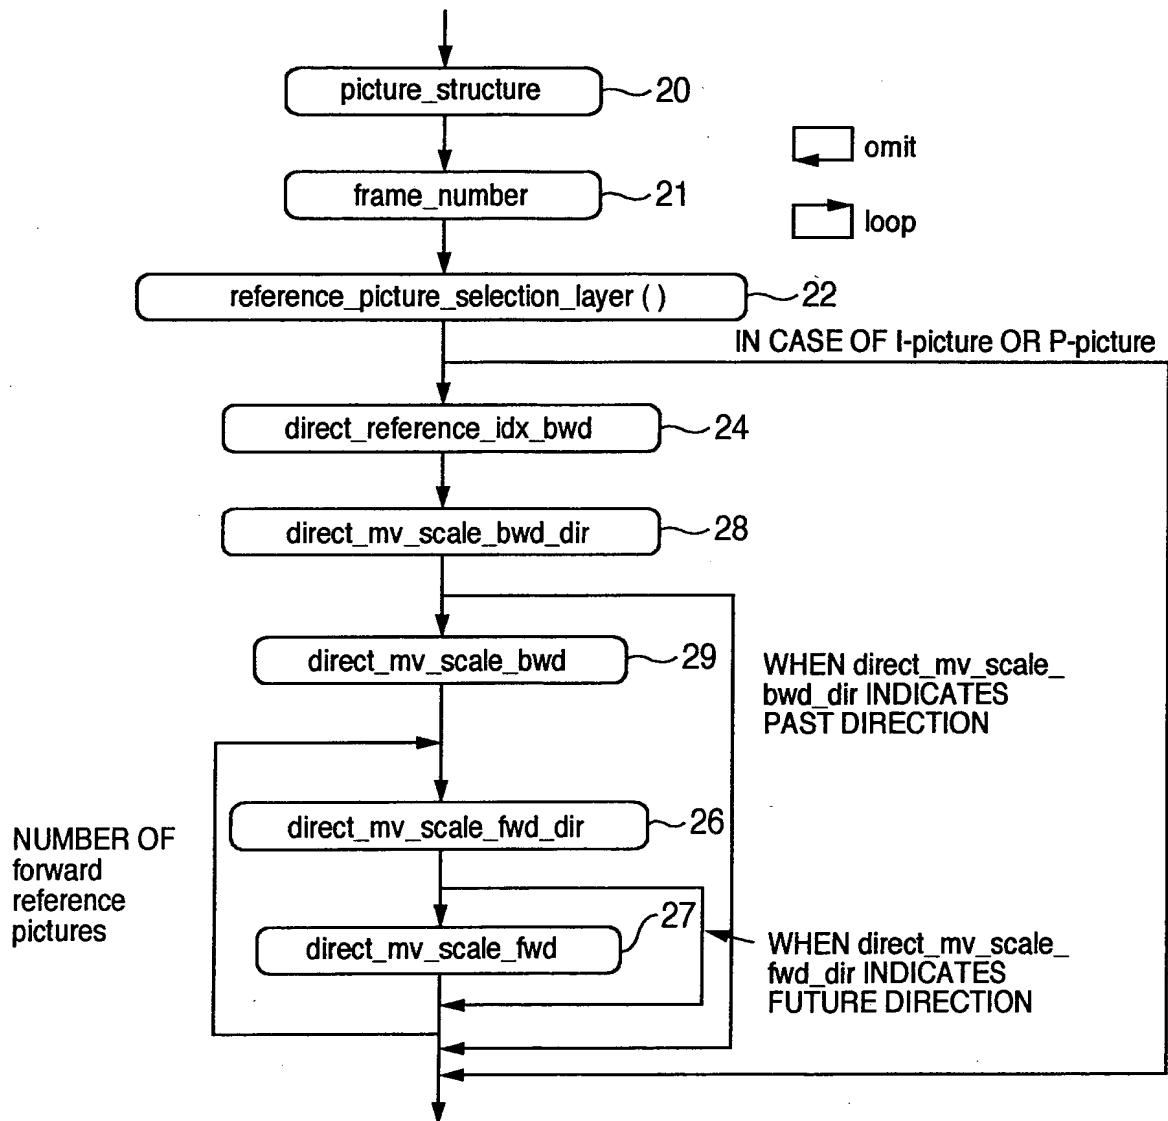 picture_structure
20
omit
frame_number
21
loop
reference_picture_selection_layer ( )
22
IN CASE OF I-picture OR P-picture
direct_reference_idx_bwd
24
direct_mv_scale_bwd_dir
28
direct_mv_scale_bwd
29
WHEN direct_mv_scale_
bwd_dir INDICATES
PAST DIRECTION
direct_mv_scale_fwd_dir
26
NUMBER OF
forward
reference
pictures
direct_mv_scale_fwd
27
WHEN direct_mv_scale_
fwd_dir INDICATES
FUTURE DIRECTION